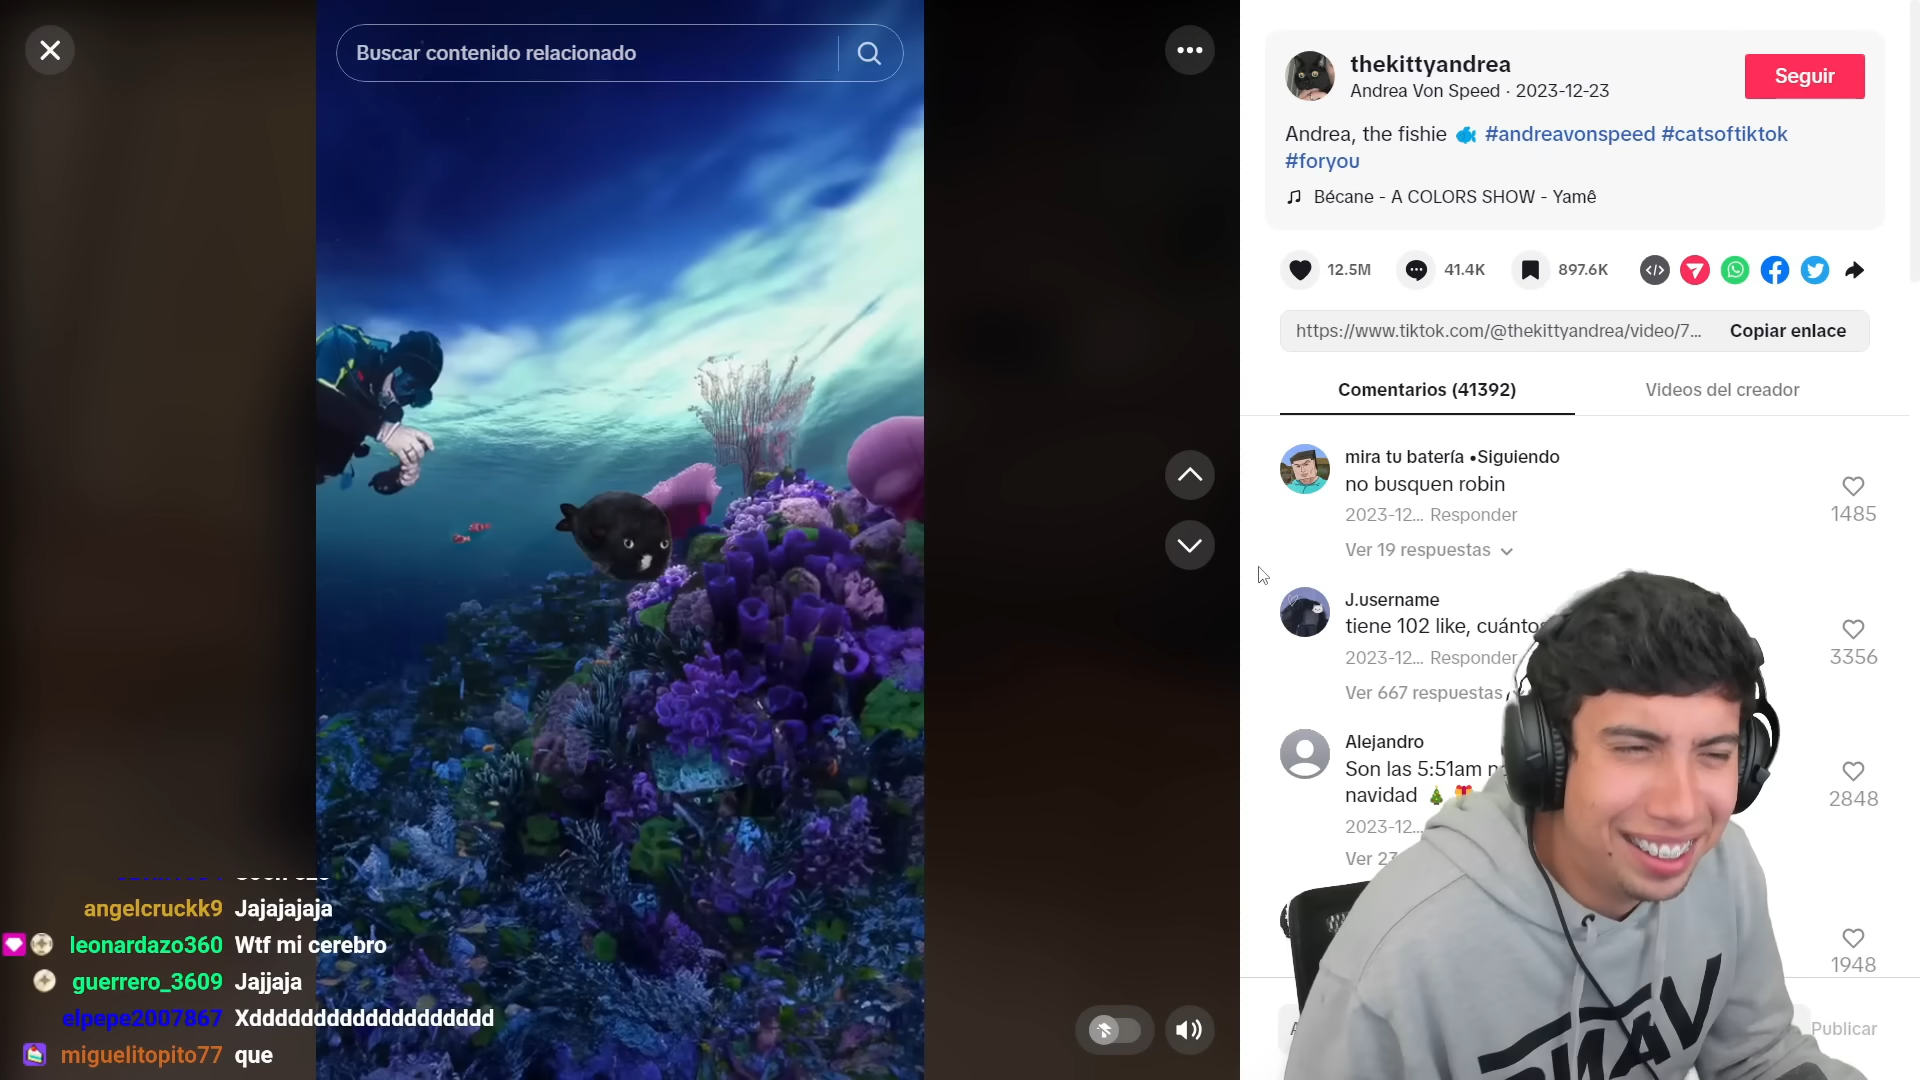 Buscar contenido relacionado
thekittyandrea
Andrea Von Speed · 2023-12-23
Seguir
Andrea, the fishie #andreavonspeed #catsoftiktok
#foryou
Bécane - A COLORS SHOW - Yamê
12.5M
41.4K
897.6K
https://www.tiktok.com/@thekittyandrea/video/7...
Copiar enlace
Comentarios (41392)
Videos del creador
mira tu batería •Siguiendo
no busquen robin
2023-12... Responder
1485
Ver 19 respuestas
J.username
tiene 102 like, cuántos
2023-12... Responder
3356
Ver 667 respuestas
Alejandro
Son las 5:51am
navidad
2023-12...
2848
Ver
1948
Publicar
angelcruckk9 Jajajajaja
leonardazo360 Wtf mi cerebro
guerrero_3609 Jajjaja
elpepe2007867 Xddddddddddddddddddd
miguelitopito77 que